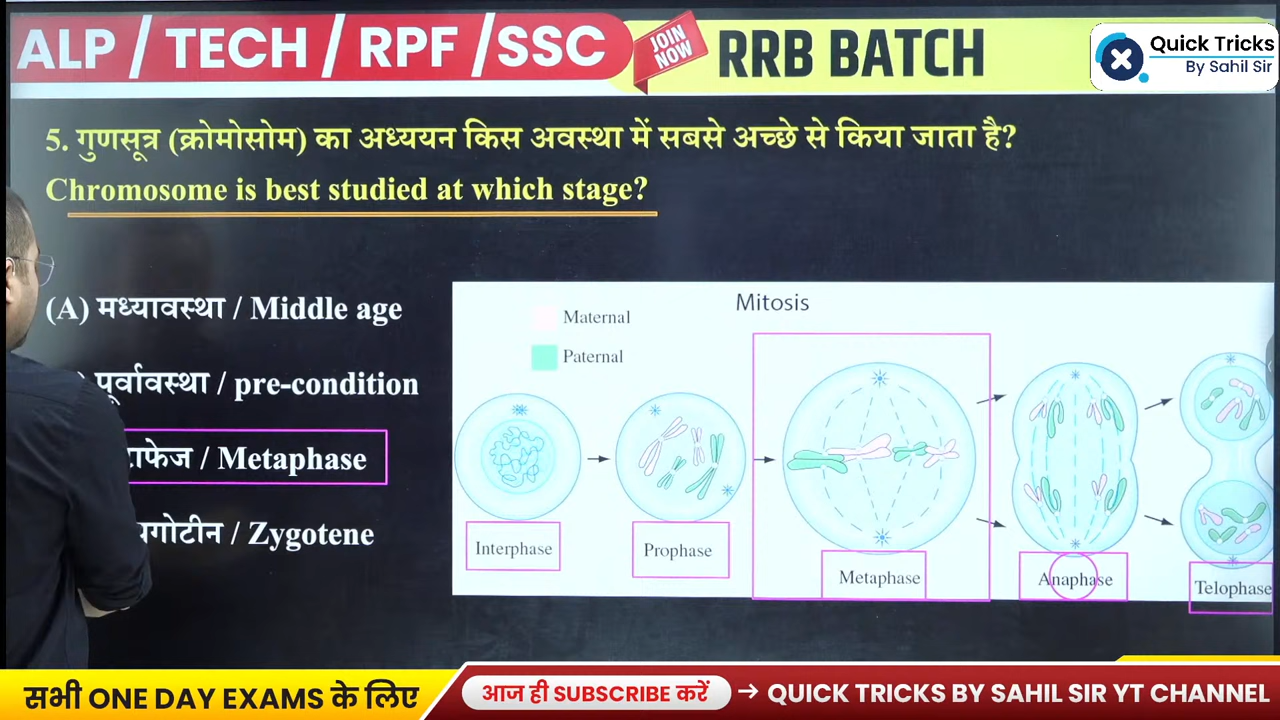 ALP / TECH / RPF / SSC
JOIN NOW
RRB BATCH
Quick Tricks
By Sahil Sir
5. गुणसूत्र (क्रोमोसोम) का अध्ययन किस अवस्था में सबसे अच्छे से किया जाता है?
Chromosome is best studied at which stage?
(A) मध्यावस्था / Middle age
पूर्वावस्था / pre-condition
/ Metaphase
/ Zygotene
Mitosis
Maternal
Paternal
Interphase
Prophase
Metaphase
Anaphase
Telophase
सभी ONE DAY EXAMS के लिए
आज ही SUBSCRIBE करें
→ QUICK TRICKS BY SAHIL SIR YT CHANNEL